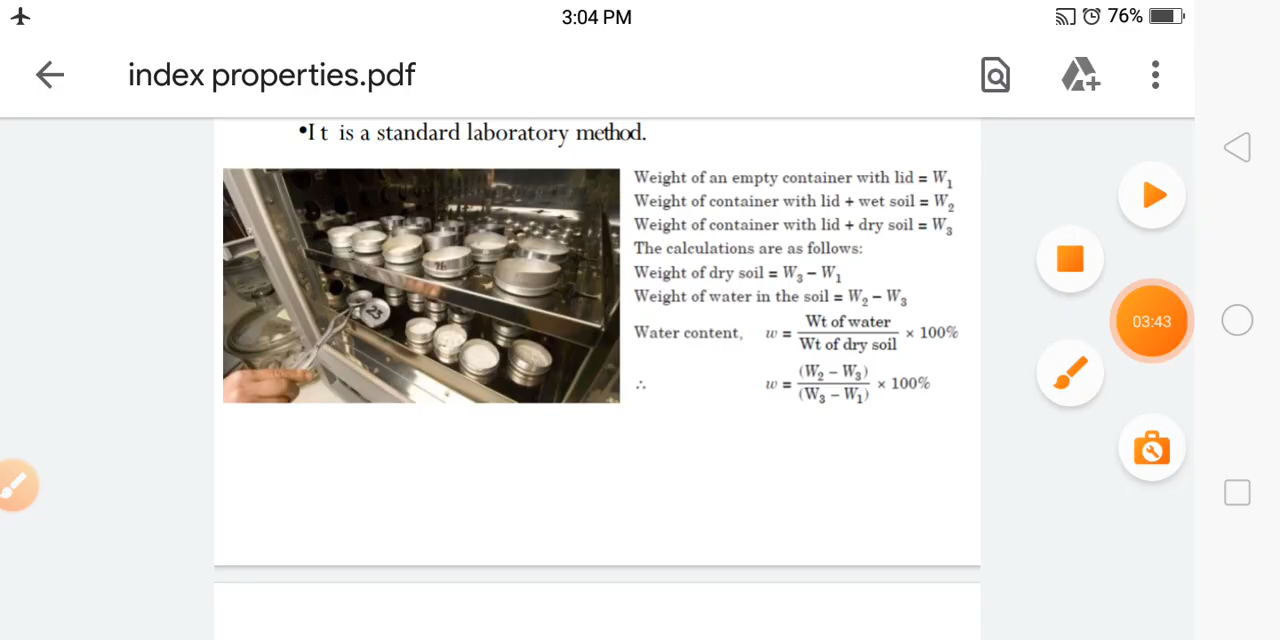 3:04 PM
76%
index properties.pdf
•I t is a standard laboratory method.
Weight of an empty container with lid = W₁
Weight of container with lid + wet soil = W₂
Weight of container with lid + dry soil = W₃
The calculations are as follows:
Weight of dry soil = W₃ − W₁
Weight of water in the soil = W₂ − W₃
Water content, w = Wt of water / Wt of dry soil × 100%
∴ w = (W₂ − W₃) / (W₃ − W₁) × 100%
16
23
03:43